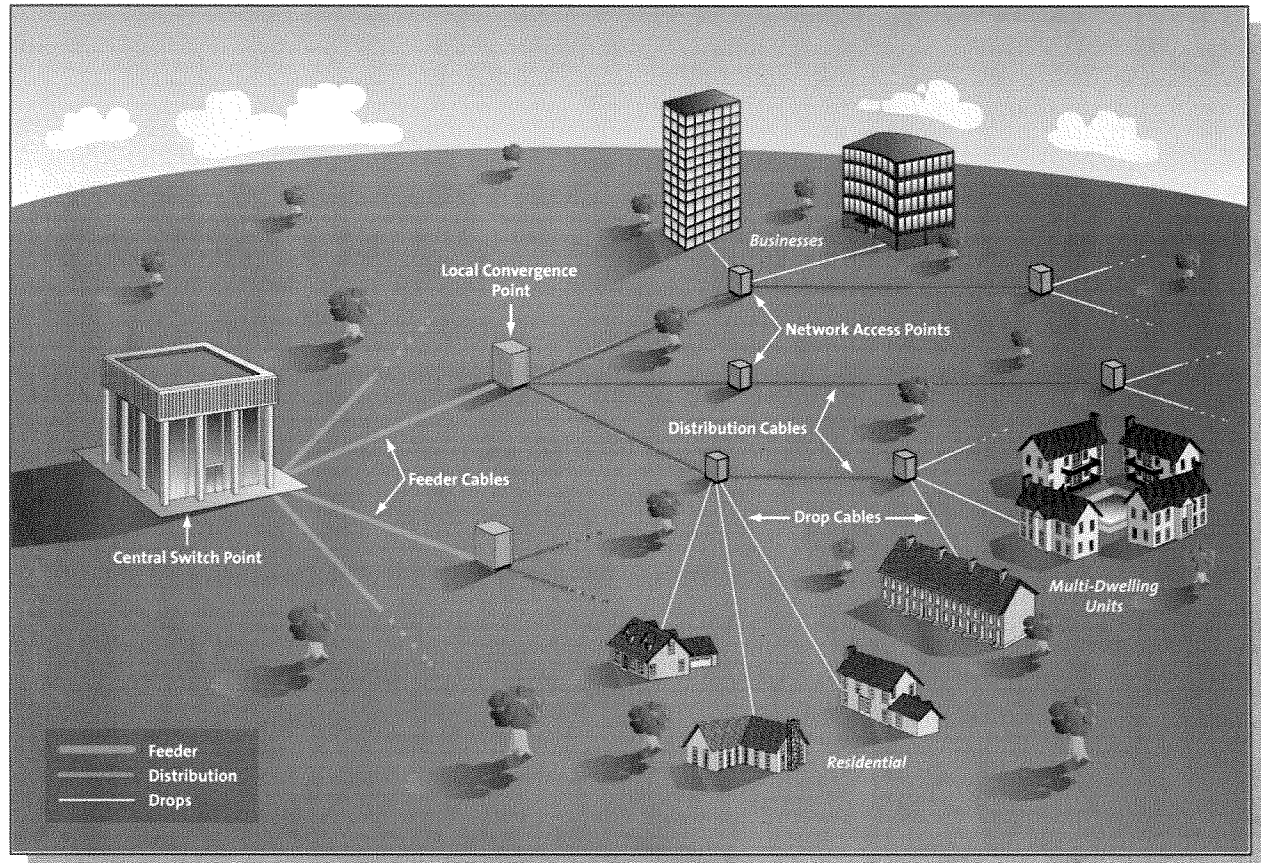 Businesses
Local Convergence
Point
Network Access Points
Distribution Cables
Feeder Cables
Drop Cables
Central Switch Point
Multi-Dwelling
Units
Residential
Feeder
Distribution
Drops